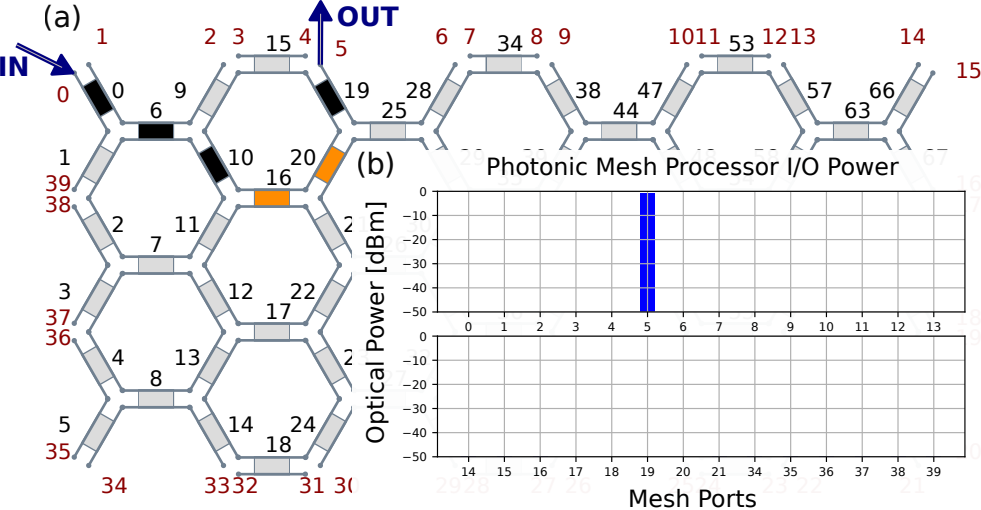 (a)
OUT
IN
1 2 3 15 4 5 6 7 34 8 9 10 11 53 12 13 14
15
0 0 6 9 19 25 28 38 44 47 57 63 66
1 10 20
39 16
38
2 11
7
3 12 22
37 17
36
4 13
8
5 14 24
35 18
34 33 32 31 30
(b)
Photonic Mesh Processor I/O Power
Optical Power [dBm]
0
−10
−20
−30
−40
−50
0 1 2 3 4 5 6 7 8 9 10 11 12 13
0
−10
−20
−30
−40
−50
14 15 16 17 18 19 20 21 34 35 36 37 38 39
Mesh Ports